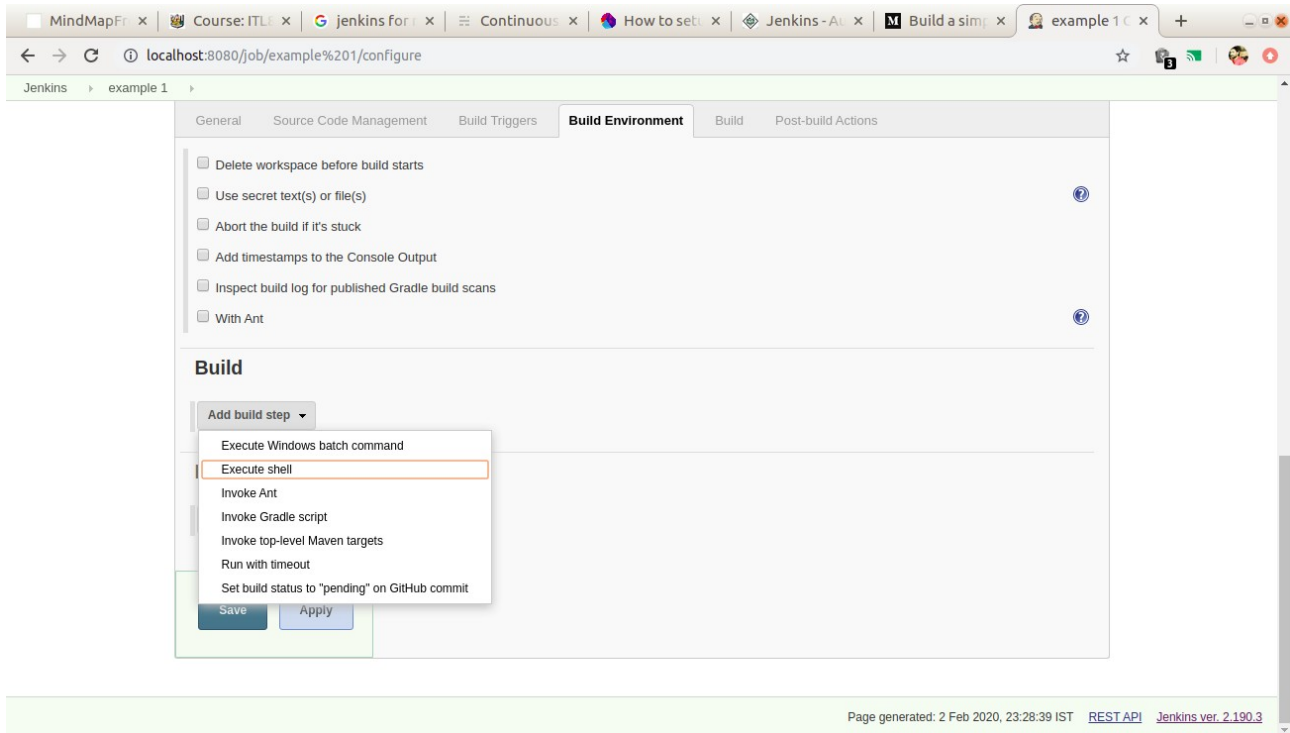 MindMapFr Course: ITL jenkins for Continuous How to setu Jenkins - Au Build a sim example 1 C
localhost:8080/job/example%201/configure
3
Jenkins example 1
General Source Code Management Build Triggers Build Environment Build Post-build Actions
Delete workspace before build starts
Use secret text(s) or file(s)
Abort the build if it's stuck
Add timestamps to the Console Output
Inspect build log for published Gradle build scans
With Ant
Build
Add build step
Execute Windows batch command
Execute shell
Invoke Ant
Invoke Gradle script
Invoke top-level Maven targets
Run with timeout
Set build status to "pending" on GitHub commit
Save Apply
Page generated: 2 Feb 2020, 23:28:39 IST REST API Jenkins ver. 2.190.3